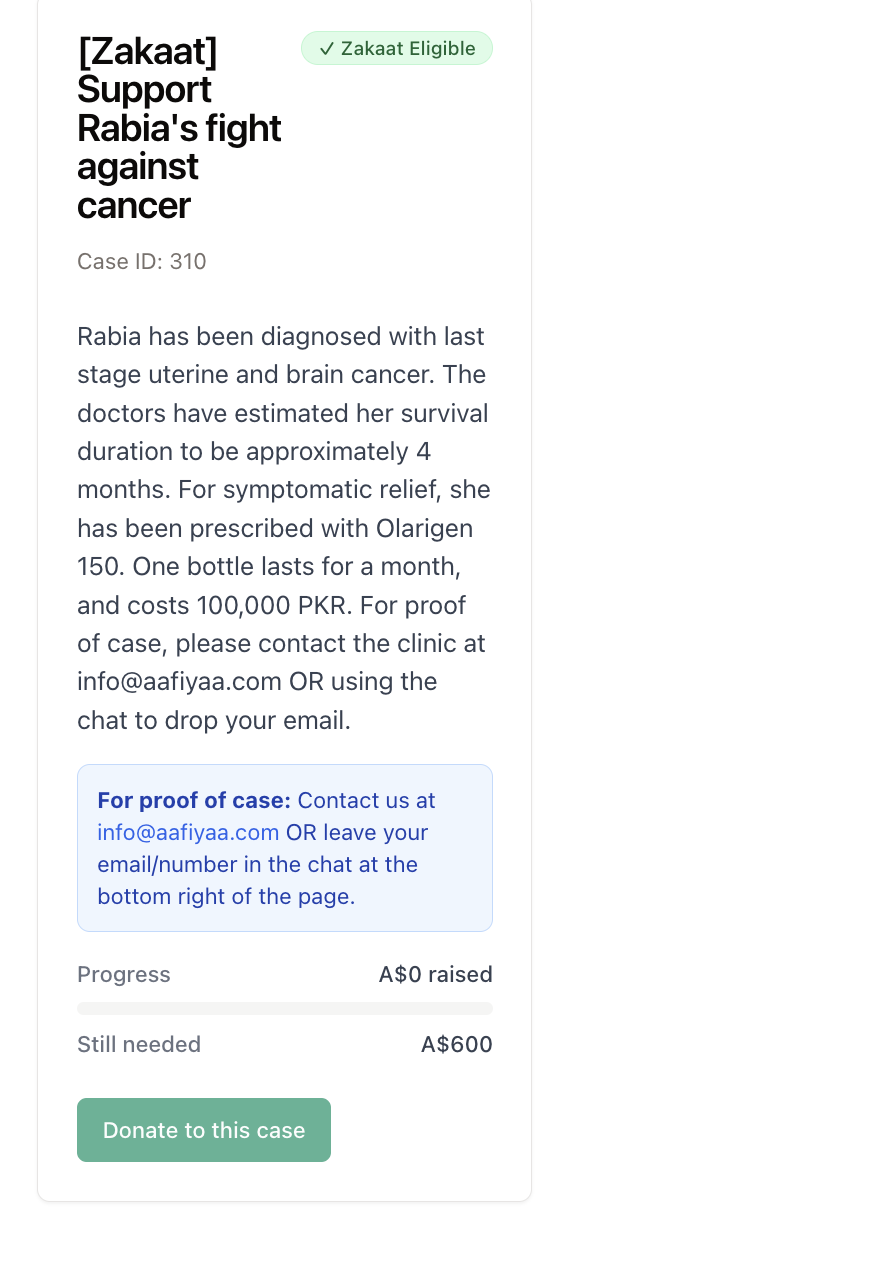 [Zakaat]
Support
Rabia's fight
against
cancer
✓ Zakaat Eligible
Case ID: 310
Rabia has been diagnosed with last
stage uterine and brain cancer. The
doctors have estimated her survival
duration to be approximately 4
months. For symptomatic relief, she
has been prescribed with Olarigen
150. One bottle lasts for a month,
and costs 100,000 PKR. For proof
of case, please contact the clinic at
info@aafiyaa.com OR using the
chat to drop your email.
For proof of case: Contact us at
info@aafiyaa.com OR leave your
email/number in the chat at the
bottom right of the page.
Progress A$0 raised
Still needed A$600
Donate to this case